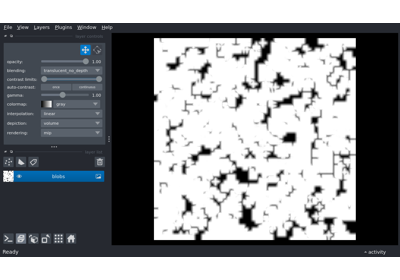 File View Layers Plugins Window Help
opacity: 1.00
blending: translucent_no_depth
contrast limits:
auto-contrast: once continuous
gamma: 1.00
colormap: gray
interpolation: linear
depiction: volume
rendering: mip
blobs
Ready
activity